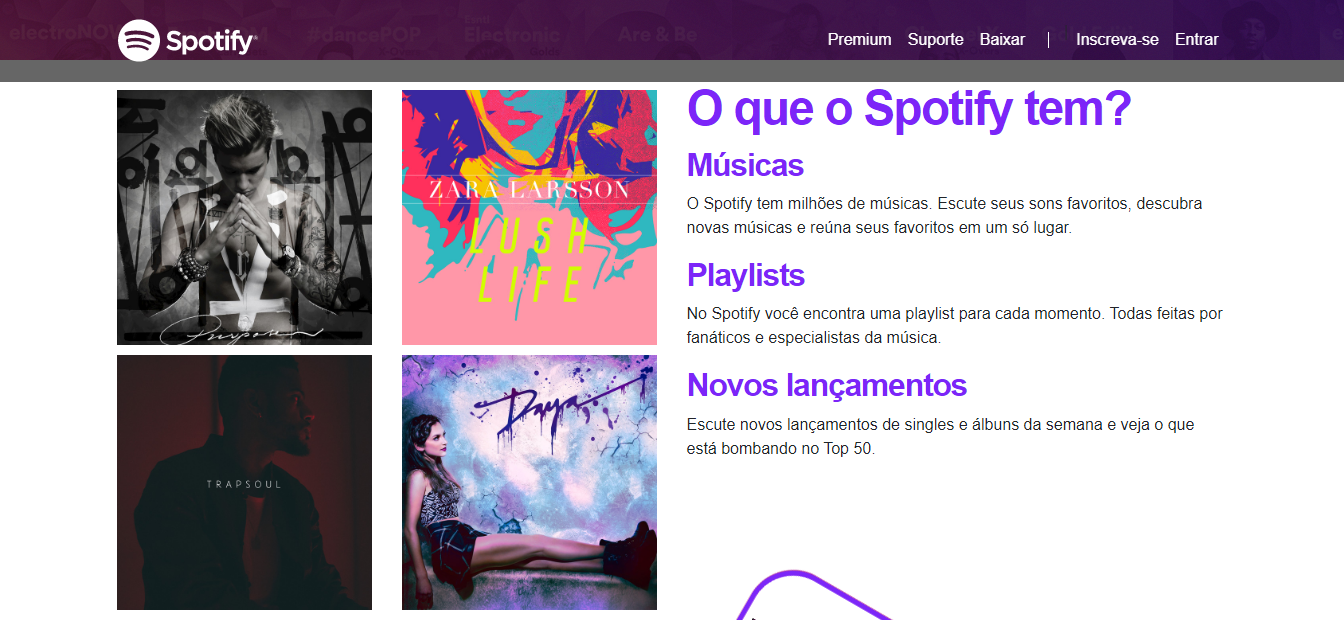 electroNOW
#dancePOP
Electronic
Are & Be
Spotify
Premium Suporte Baixar | Inscreva-se Entrar
Purpose
ZARA LARSSON
LUSH
LIFE
TRAPSOUL
Daya
O que o Spotify tem?
Músicas
O Spotify tem milhões de músicas. Escute seus sons favoritos, descubra
novas músicas e reúna seus favoritos em um só lugar.
Playlists
No Spotify você encontra uma playlist para cada momento. Todas feitas por
fanáticos e especialistas da música.
Novos lançamentos
Escute novos lançamentos de singles e álbuns da semana e veja o que
está bombando no Top 50.